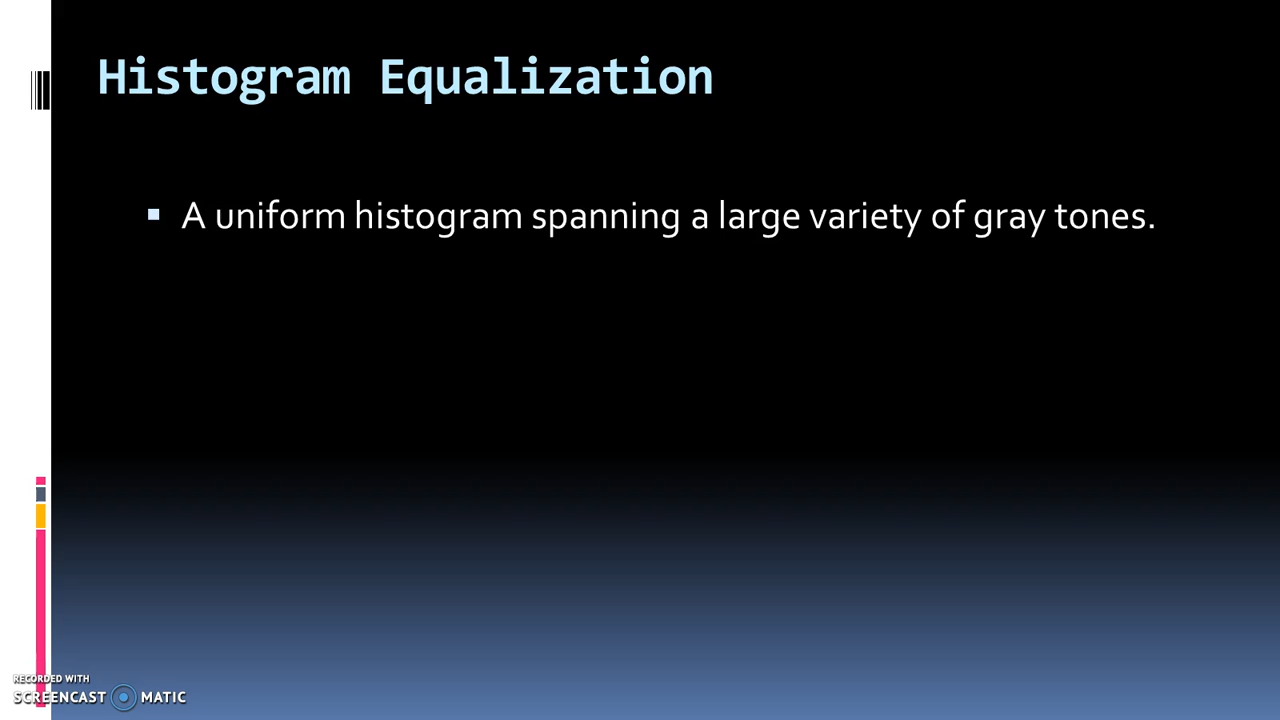 Histogram Equalization
A uniform histogram spanning a large variety of gray tones.
RECORDED WITH
SCREENCAST MATIC